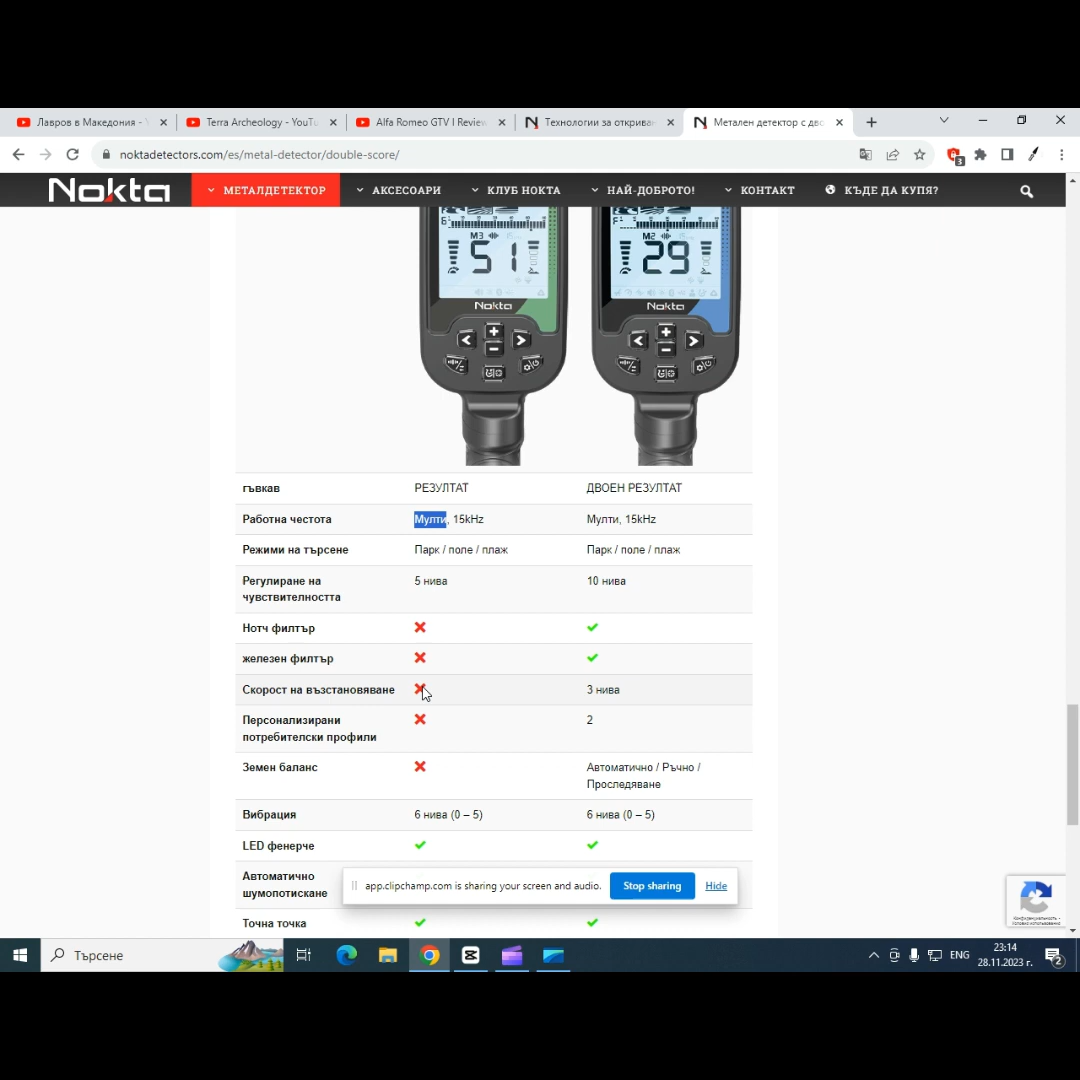 Лавров в Македония -
Terra Archeology - YouTu
Alfa Romeo GTV I Review
Технологии за откриван
Метален детектор с дво
noktadetectors.com/es/metal-detector/double-score/
3
Nokta
МЕТАЛДЕТЕКТОР
АКСЕСОАРИ
КЛУБ НОКТА
НАЙ-ДОБРОТО!
КОНТАКТ
КЪДЕ ДА КУПЯ?
M3
51
Nokta
M2
29
Nokta
гъвкав РЕЗУЛТАТ ДВОЕН РЕЗУЛТАТ
Работна честота Мулти, 15kHz Мулти, 15kHz
Режими на търсене Парк / поле / плаж Парк / поле / плаж
Регулиране на
чувствителността
5 нива 10 нива
Нотч филтър
железен филтър
Скорост на възстановяване 3 нива
Персонализирани
потребителски профили
2
Земен баланс
Автоматично / Ръчно /
Проследяване
Вибрация 6 нива (0 – 5) 6 нива (0 – 5)
LED фенерче
Автоматично
шумопотискане
app.clipchamp.com is sharing your screen and audio.
Stop sharing
Hide
Точна точка
Търсене
ENG
23:14
28.11.2023 г.
2